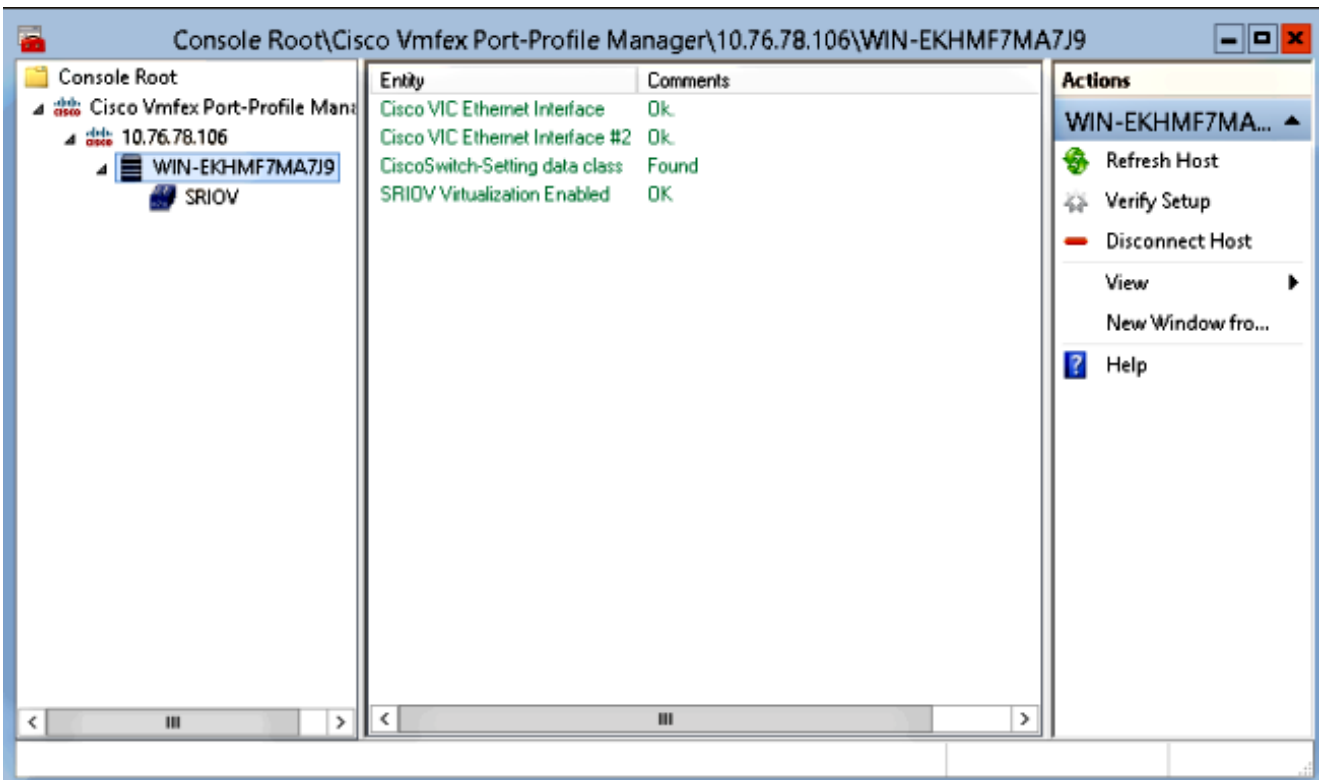 Console Root\Cisco Vmfex Port-Profile Manager\10.76.78.106\WIN-EKHMF7MA7J9
Console Root
Cisco Vmfex Port-Profile Mana
10.76.78.106
WIN-EKHMF7MA7J9
SRIOV
Entity Comments
Cisco VIC Ethernet Interface Ok.
Cisco VIC Ethernet Interface #2 Ok.
CiscoSwitch-Setting data class Found
SRIOV Virtualization Enabled OK
Actions
WIN-EKHMF7MA...
Refresh Host
Verify Setup
Disconnect Host
View
New Window fro...
Help